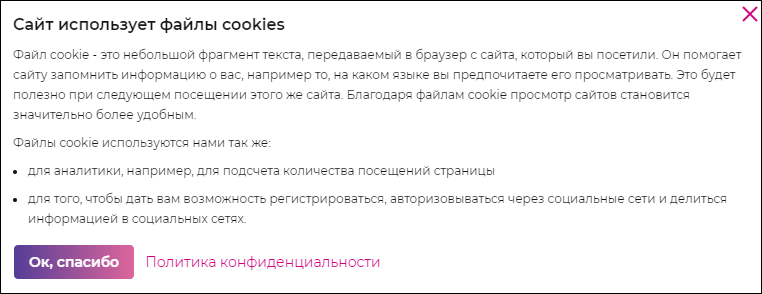 Сайт использует файлы cookies
Файл cookie - это небольшой фрагмент текста, передаваемый в браузер с сайта, который вы посетили. Он помогает
сайту запомнить информацию о вас, например то, на каком языке вы предпочитаете его просматривать. Это будет
полезно при следующем посещении этого же сайта. Благодаря файлам cookie просмотр сайтов становится
значительно более удобным.
Файлы cookie используются нами так же:
• для аналитики, например, для подсчета количества посещений страницы
• для того, чтобы дать вам возможность регистрироваться, авторизовываться через социальные сети и делиться
информацией в социальных сетях.
Ок, спасибо Политика конфиденциальности